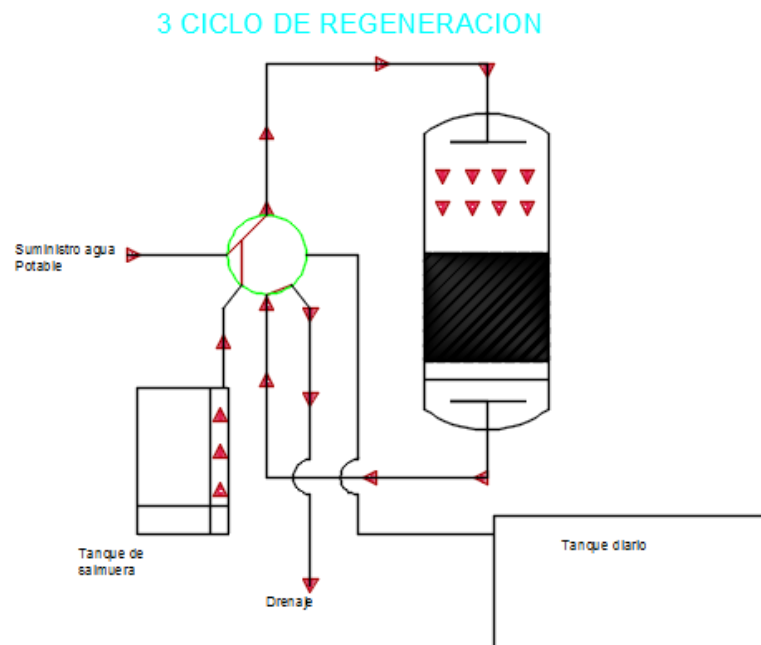 3 CICLO DE REGENERACION
Suministro agua
Potable
Tanque de
salmuera
Drenaje
Tanque diario